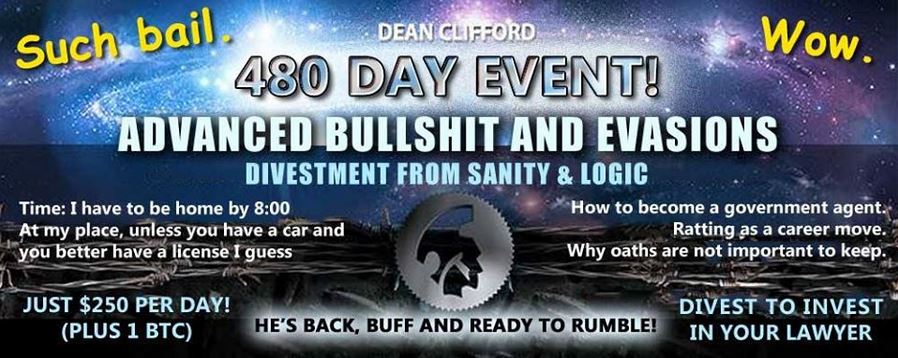 Such bail.
Wow.
DEAN CLIFFORD
480 DAY EVENT!
ADVANCED BULLSHIT AND EVASIONS
DIVESTMENT FROM SANITY & LOGIC
Time: I have to be home by 8:00
At my place, unless you have a car and
you better have a license I guess
How to become a government agent.
Ratting as a career move.
Why oaths are not important to keep.
JUST $250 PER DAY!
(PLUS 1 BTC)
HE'S BACK, BUFF AND READY TO RUMBLE!
DIVEST TO INVEST
IN YOUR LAWYER